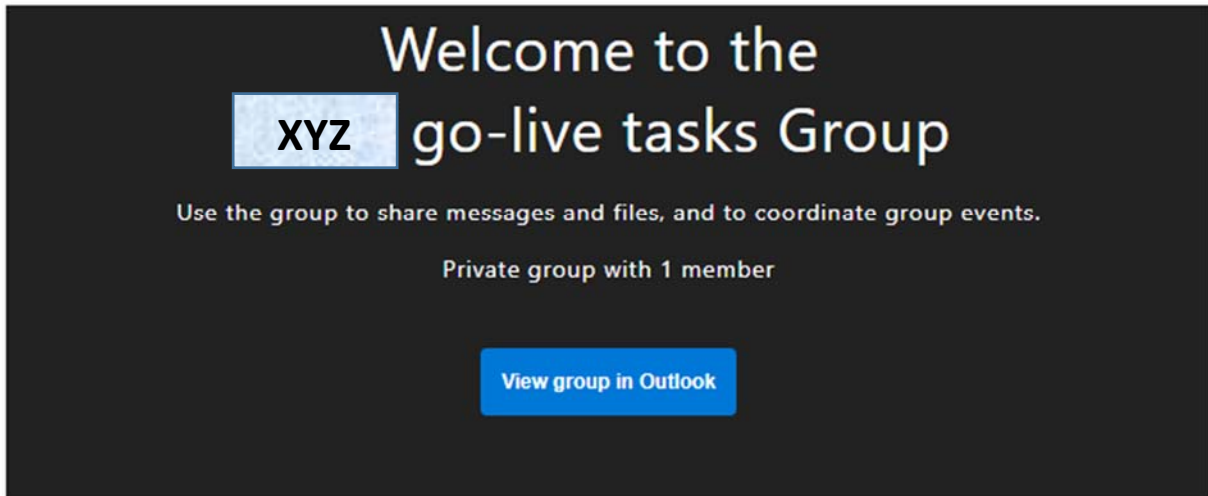 Welcome to the
XYZ go-live tasks Group
Use the group to share messages and files, and to coordinate group events.
Private group with 1 member
View group in Outlook